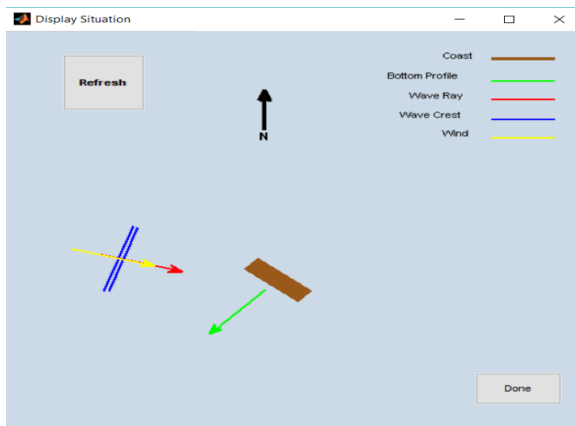 Display Situation
Refresh
Coast
Bottom Profile
Wave Ray
Wave Crest
Wind
N
Done